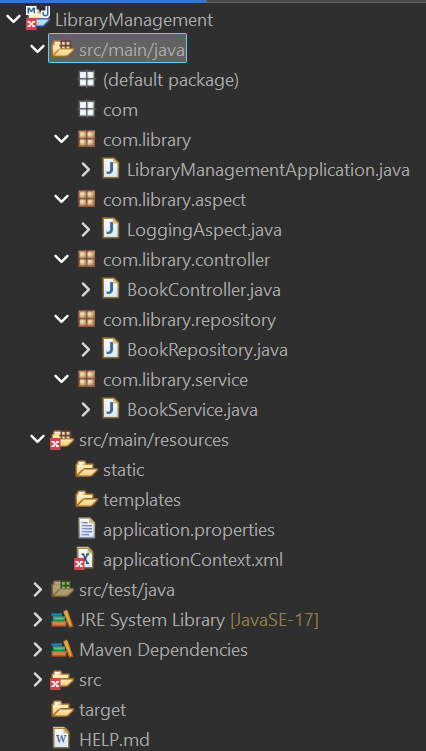 LibraryManagement
src/main/java
(default package)
com
com.library
LibraryManagementApplication.java
com.library.aspect
LoggingAspect.java
com.library.controller
BookController.java
com.library.repository
BookRepository.java
com.library.service
BookService.java
src/main/resources
static
templates
application.properties
applicationContext.xml
src/test/java
JRE System Library [JavaSE-17]
Maven Dependencies
src
target
HELP.md